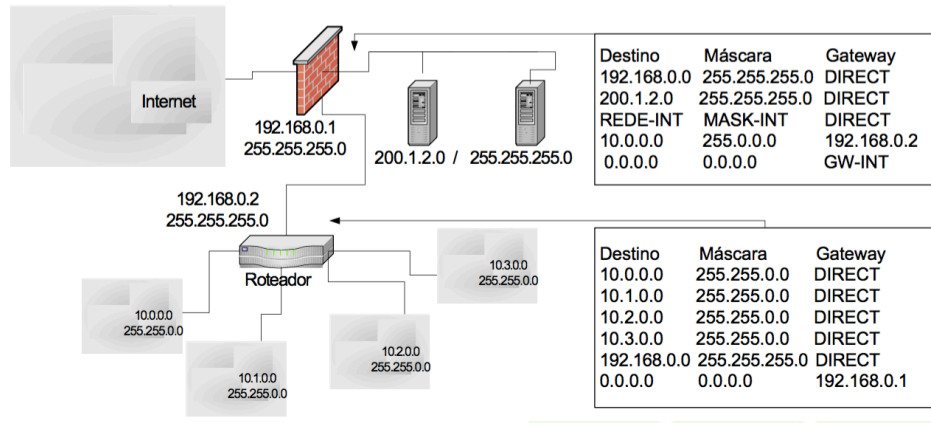 Internet
192.168.0.1
255.255.255.0
200.1.2.0 / 255.255.255.0
Destino Máscara Gateway
192.168.0.0 255.255.255.0 DIRECT
200.1.2.0 255.255.255.0 DIRECT
REDE-INT MASK-INT DIRECT
10.0.0.0 255.0.0.0 192.168.0.2
0.0.0.0 0.0.0.0 GW-INT
192.168.0.2
255.255.255.0
Roteador
10.0.0.0
255.255.0.0
10.1.0.0
255.255.0.0
10.2.0.0
255.255.0.0
10.3.0.0
255.255.0.0
Destino Máscara Gateway
10.0.0.0 255.255.0.0 DIRECT
10.1.0.0 255.255.0.0 DIRECT
10.2.0.0 255.255.0.0 DIRECT
10.3.0.0 255.255.0.0 DIRECT
192.168.0.0 255.255.255.0 DIRECT
0.0.0.0 0.0.0.0 192.168.0.1